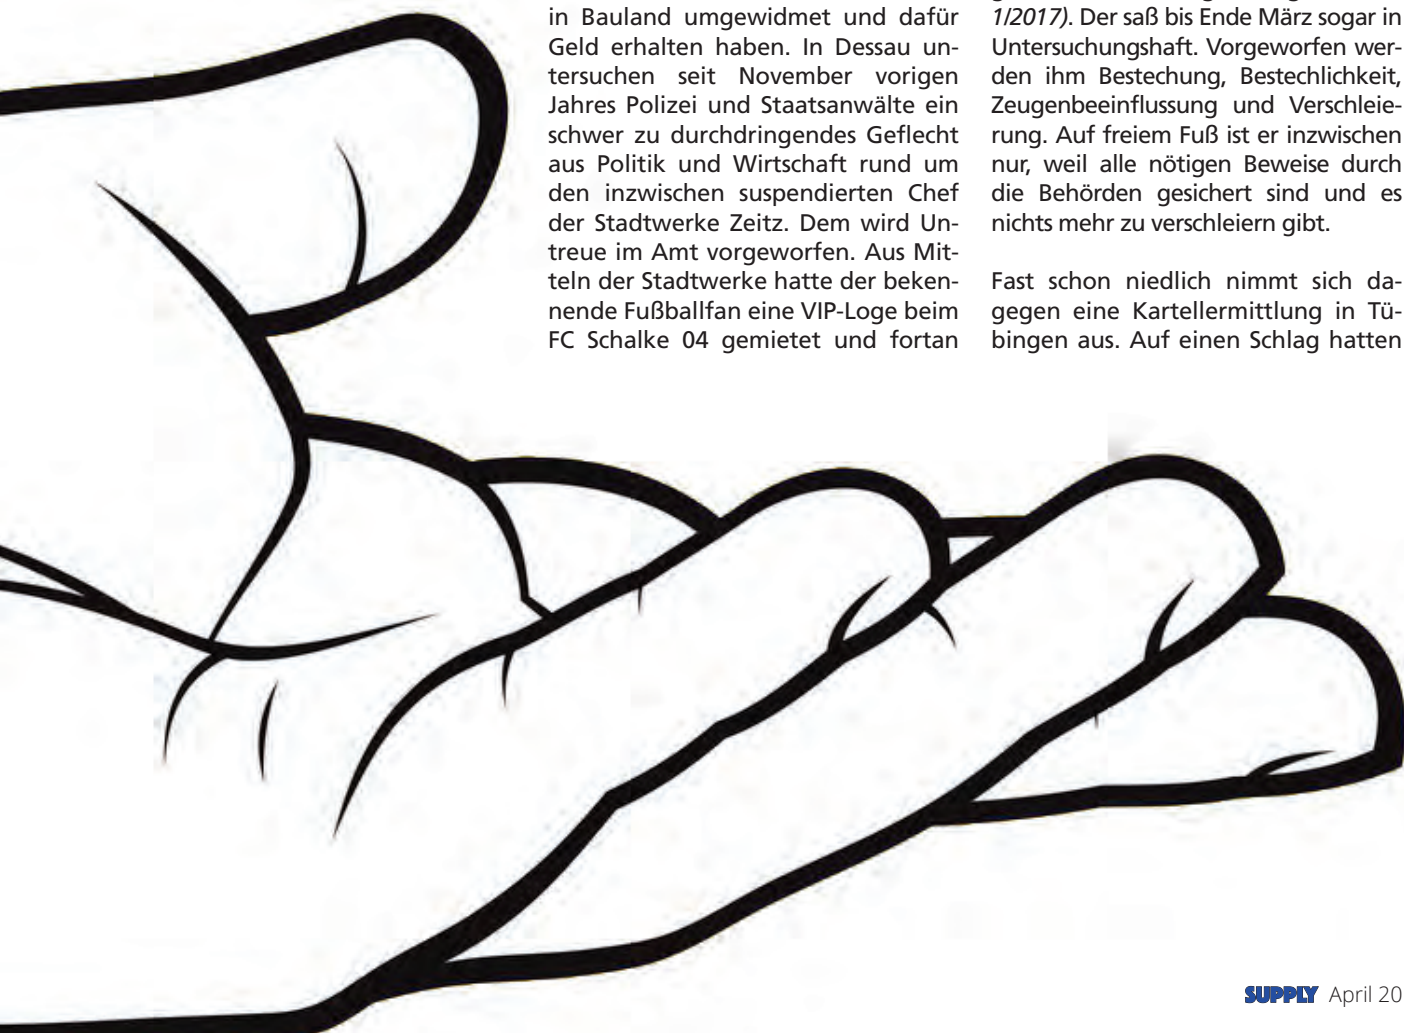 in Bauland umgewidmet und dafür
Geld erhalten haben. In Dessau un-
tersuchen seit November vorigen
Jahres Polizei und Staatsanwälte ein
schwer zu durchdringendes Geflecht
aus Politik und Wirtschaft rund um
den inzwischen suspendierten Chef
der Stadtwerke Zeitz. Dem wird Un-
treue im Amt vorgeworfen. Aus Mit-
teln der Stadtwerke hatte der beken-
nende Fußballfan eine VIP-Loge beim
FC Schalke 04 gemietet und fortan
1/2017). Der saß bis Ende März sogar in
Untersuchungshaft. Vorgeworfen wer-
den ihm Bestechung, Bestechlichkeit,
Zeugenbeeinflussung und Verschleie-
rung. Auf freiem Fuß ist er inzwischen
nur, weil alle nötigen Beweise durch
die Behörden gesichert sind und es
nichts mehr zu verschleiern gibt.
Fast schon niedlich nimmt sich da-
gegen eine Kartellermittlung in Tü-
bingen aus. Auf einen Schlag hatten
SUPPLY April 20